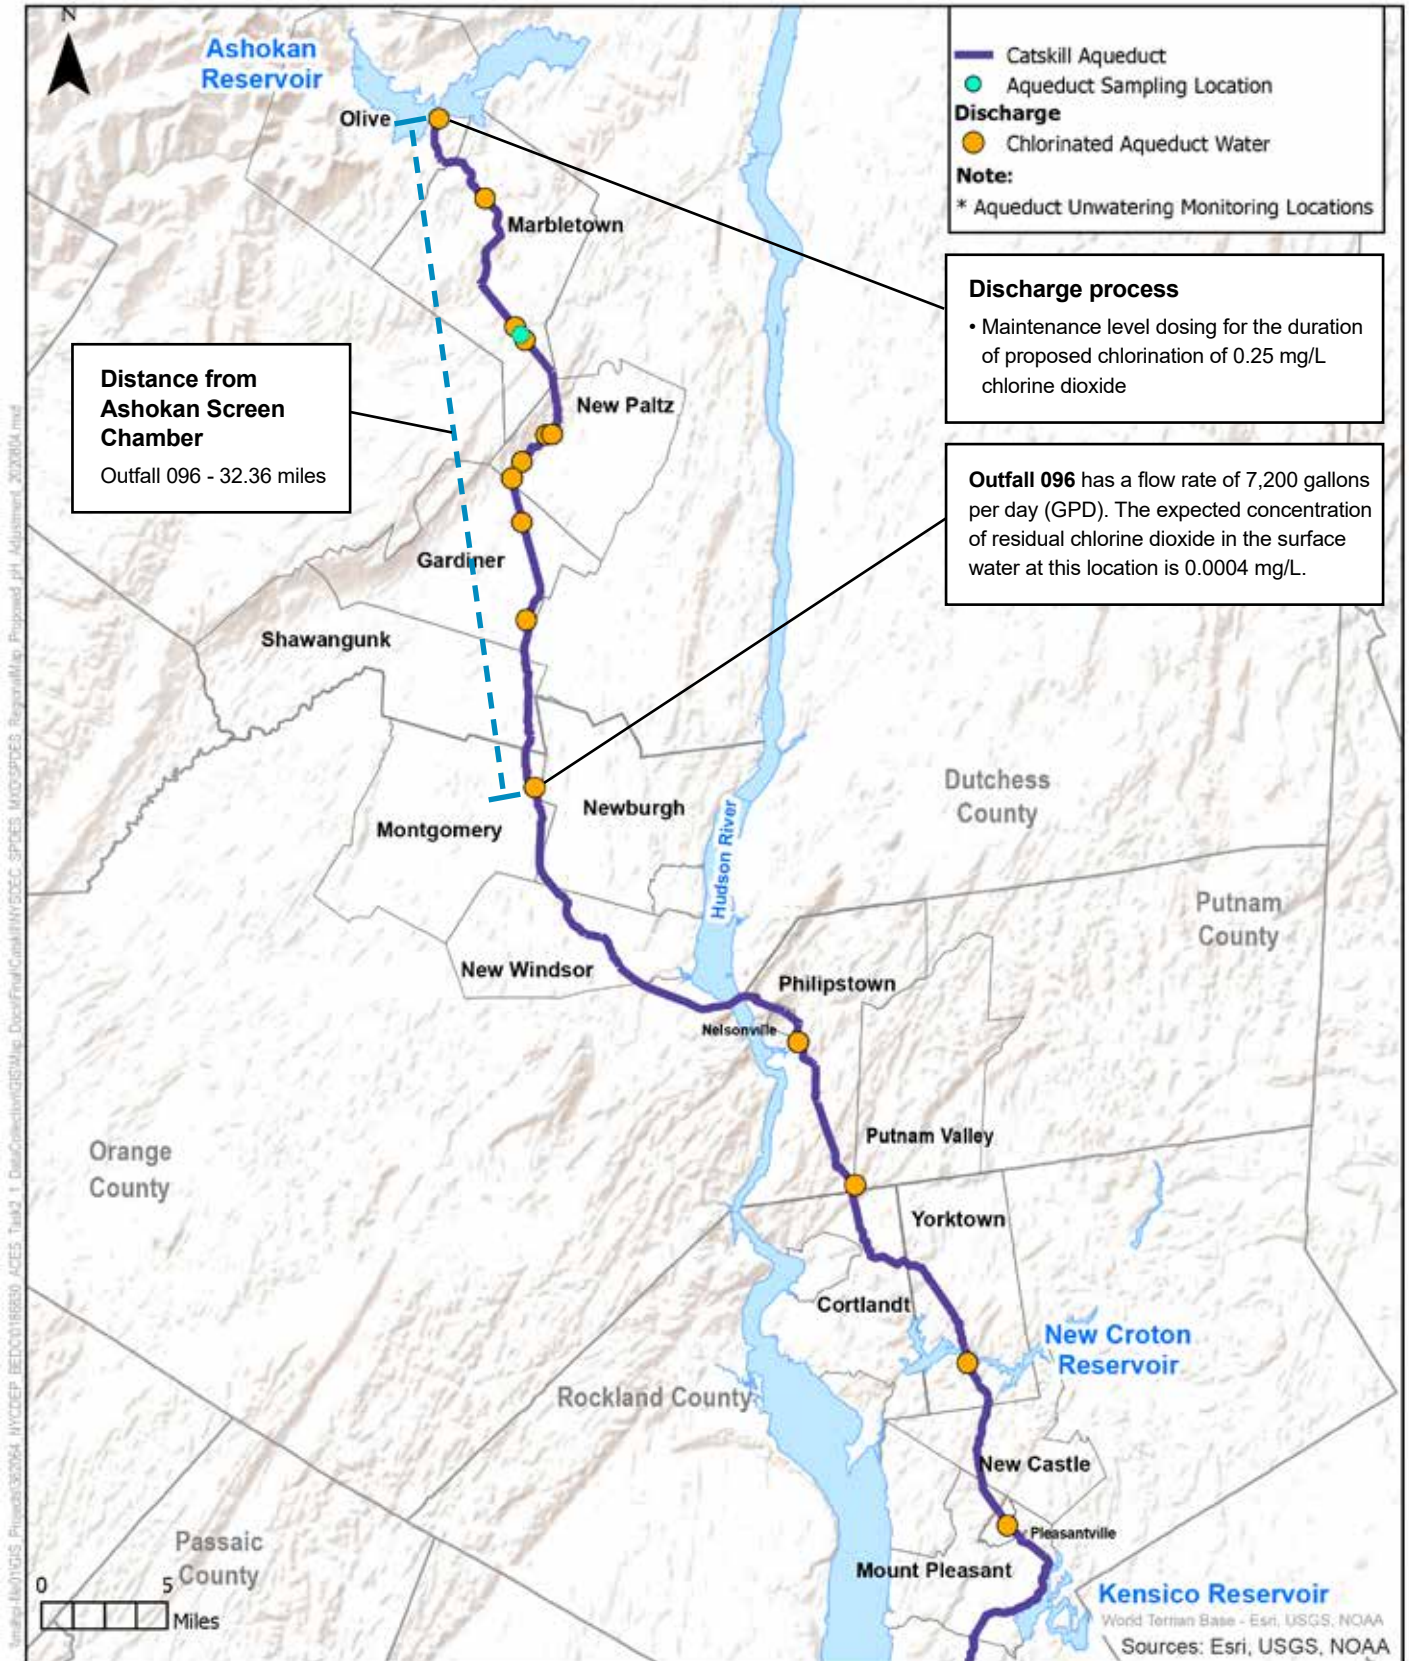 N
Ashokan
Reservoir
Olive
Marbletown
Catskill Aqueduct
Aqueduct Sampling Location
Discharge
Chlorinated Aqueduct Water
Note:
* Aqueduct Unwatering Monitoring Locations
Discharge process
• Maintenance level dosing for the duration
of proposed chlorination of 0.25 mg/L
chlorine dioxide
Distance from
Ashokan Screen
Chamber
Outfall 096 - 32.36 miles
New Paltz
Outfall 096 has a flow rate of 7,200 gallons
per day (GPD). The expected concentration
of residual chlorine dioxide in the surface
water at this location is 0.0004 mg/L.
Gardiner
Shawangunk
Dutchess
County
Newburgh
Montgomery
Hudson River
Putnam
County
New Windsor
Philipstown
Nelsonville
Orange
County
Putnam Valley
Yorktown
Cortlandt
New Croton
Reservoir
Rockland County
New Castle
Pleasantville
Passaic
County
Mount Pleasant
Kensico Reservoir
0 5
Miles
World Terrian Base - Esri, USGS, NOAA
Sources: Esri, USGS, NOAA